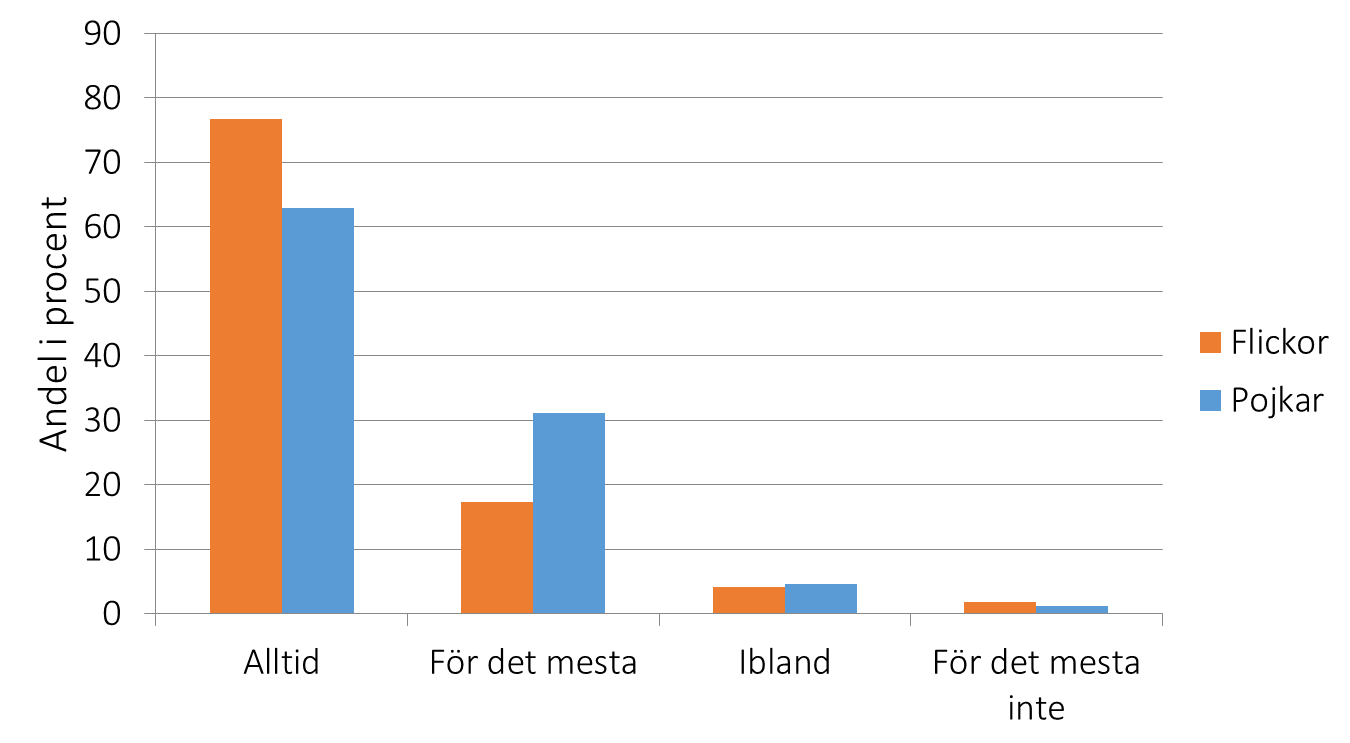 90
80
70
60
50
40
30
20
10
0
Andel i procent
Alltid
För det mesta
Ibland
För det mesta
inte
Flickor
Pojkar